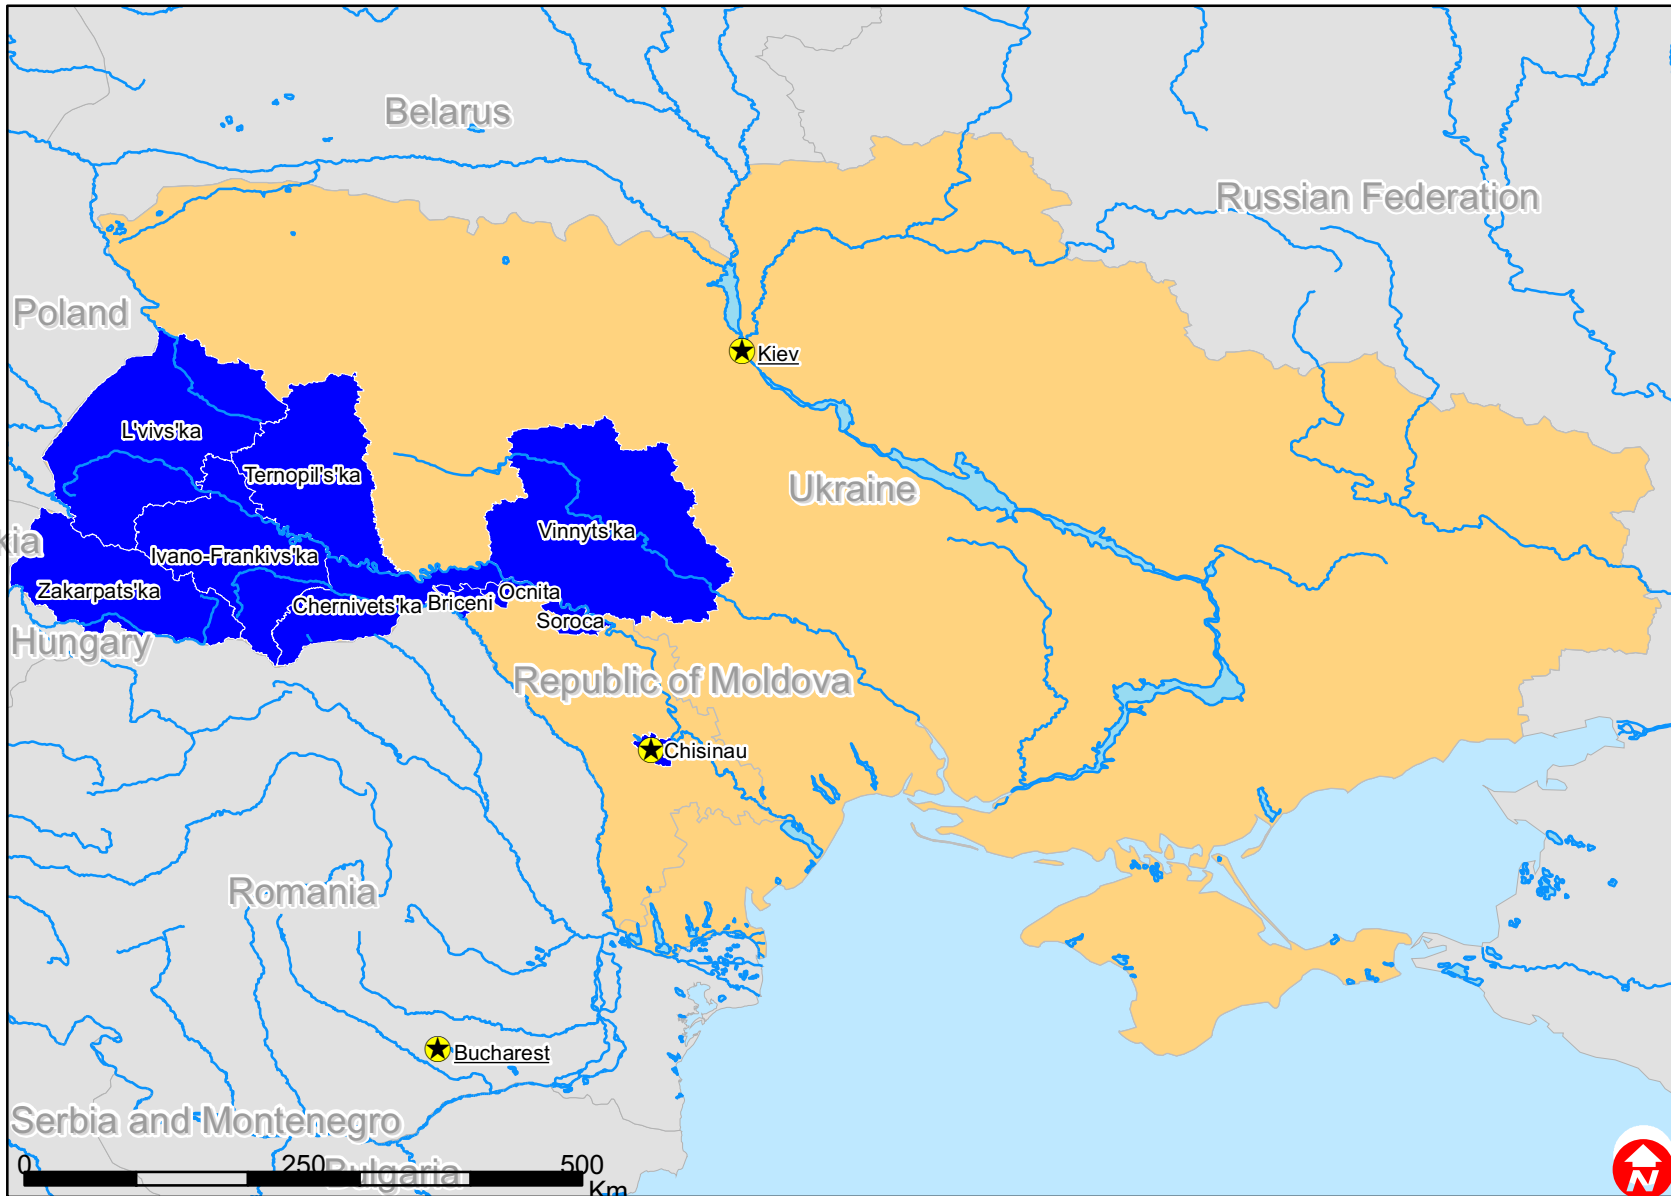 Belarus
Russian Federation
Poland
Kiev
L'vivs'ka
Ternopil's'ka
Ukraine
Vinnyts'ka
kia
Ivano-Frankivs'ka
Zakarpats'ka
Ocnita
Briceni
Chernivets'ka
Soroca
Hungary
Republic of Moldova
Chisinau
Romania
Bucharest
Serbia and Montenegro
0 250 500
Bulgaria
Km
N